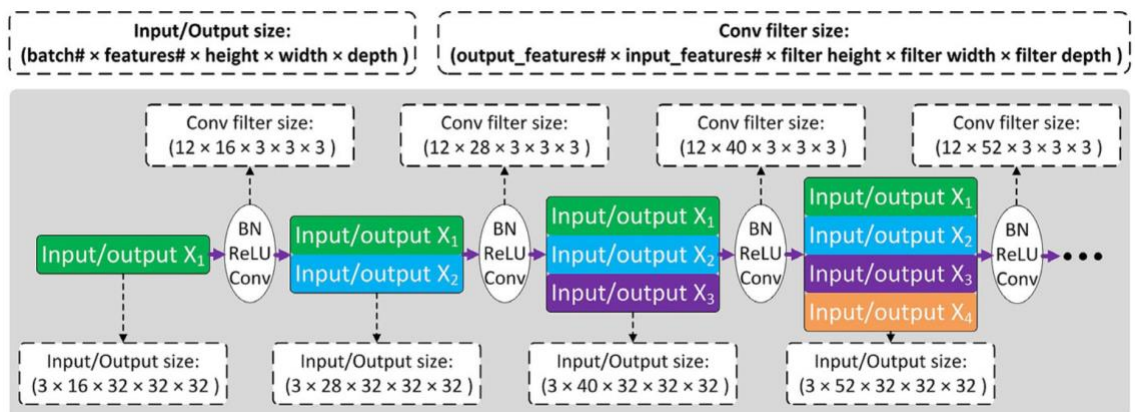 Input/Output size:
(batch# × features# × height × width × depth )
Conv filter size:
(output_features# × input_features# × filter height × filter width × filter depth )
Conv filter size:
(12 × 16 × 3 × 3 × 3 )
Conv filter size:
(12 × 28 × 3 × 3 × 3 )
Conv filter size:
(12 × 40 × 3 × 3 × 3 )
Conv filter size:
(12 × 52 × 3 × 3 × 3 )
Input/output X₁
BN
ReLU
Conv
Input/output X₁
Input/output X₂
BN
ReLU
Conv
Input/output X₁
Input/output X₂
Input/output X₃
BN
ReLU
Conv
Input/output X₁
Input/output X₂
Input/output X₃
Input/output X₄
BN
ReLU
Conv
Input/Output size:
(3 × 16 × 32 × 32 × 32 )
Input/Output size:
(3 × 28 × 32 × 32 × 32 )
Input/Output size:
(3 × 40 × 32 × 32 × 32 )
Input/Output size:
(3 × 52 × 32 × 32 × 32 )